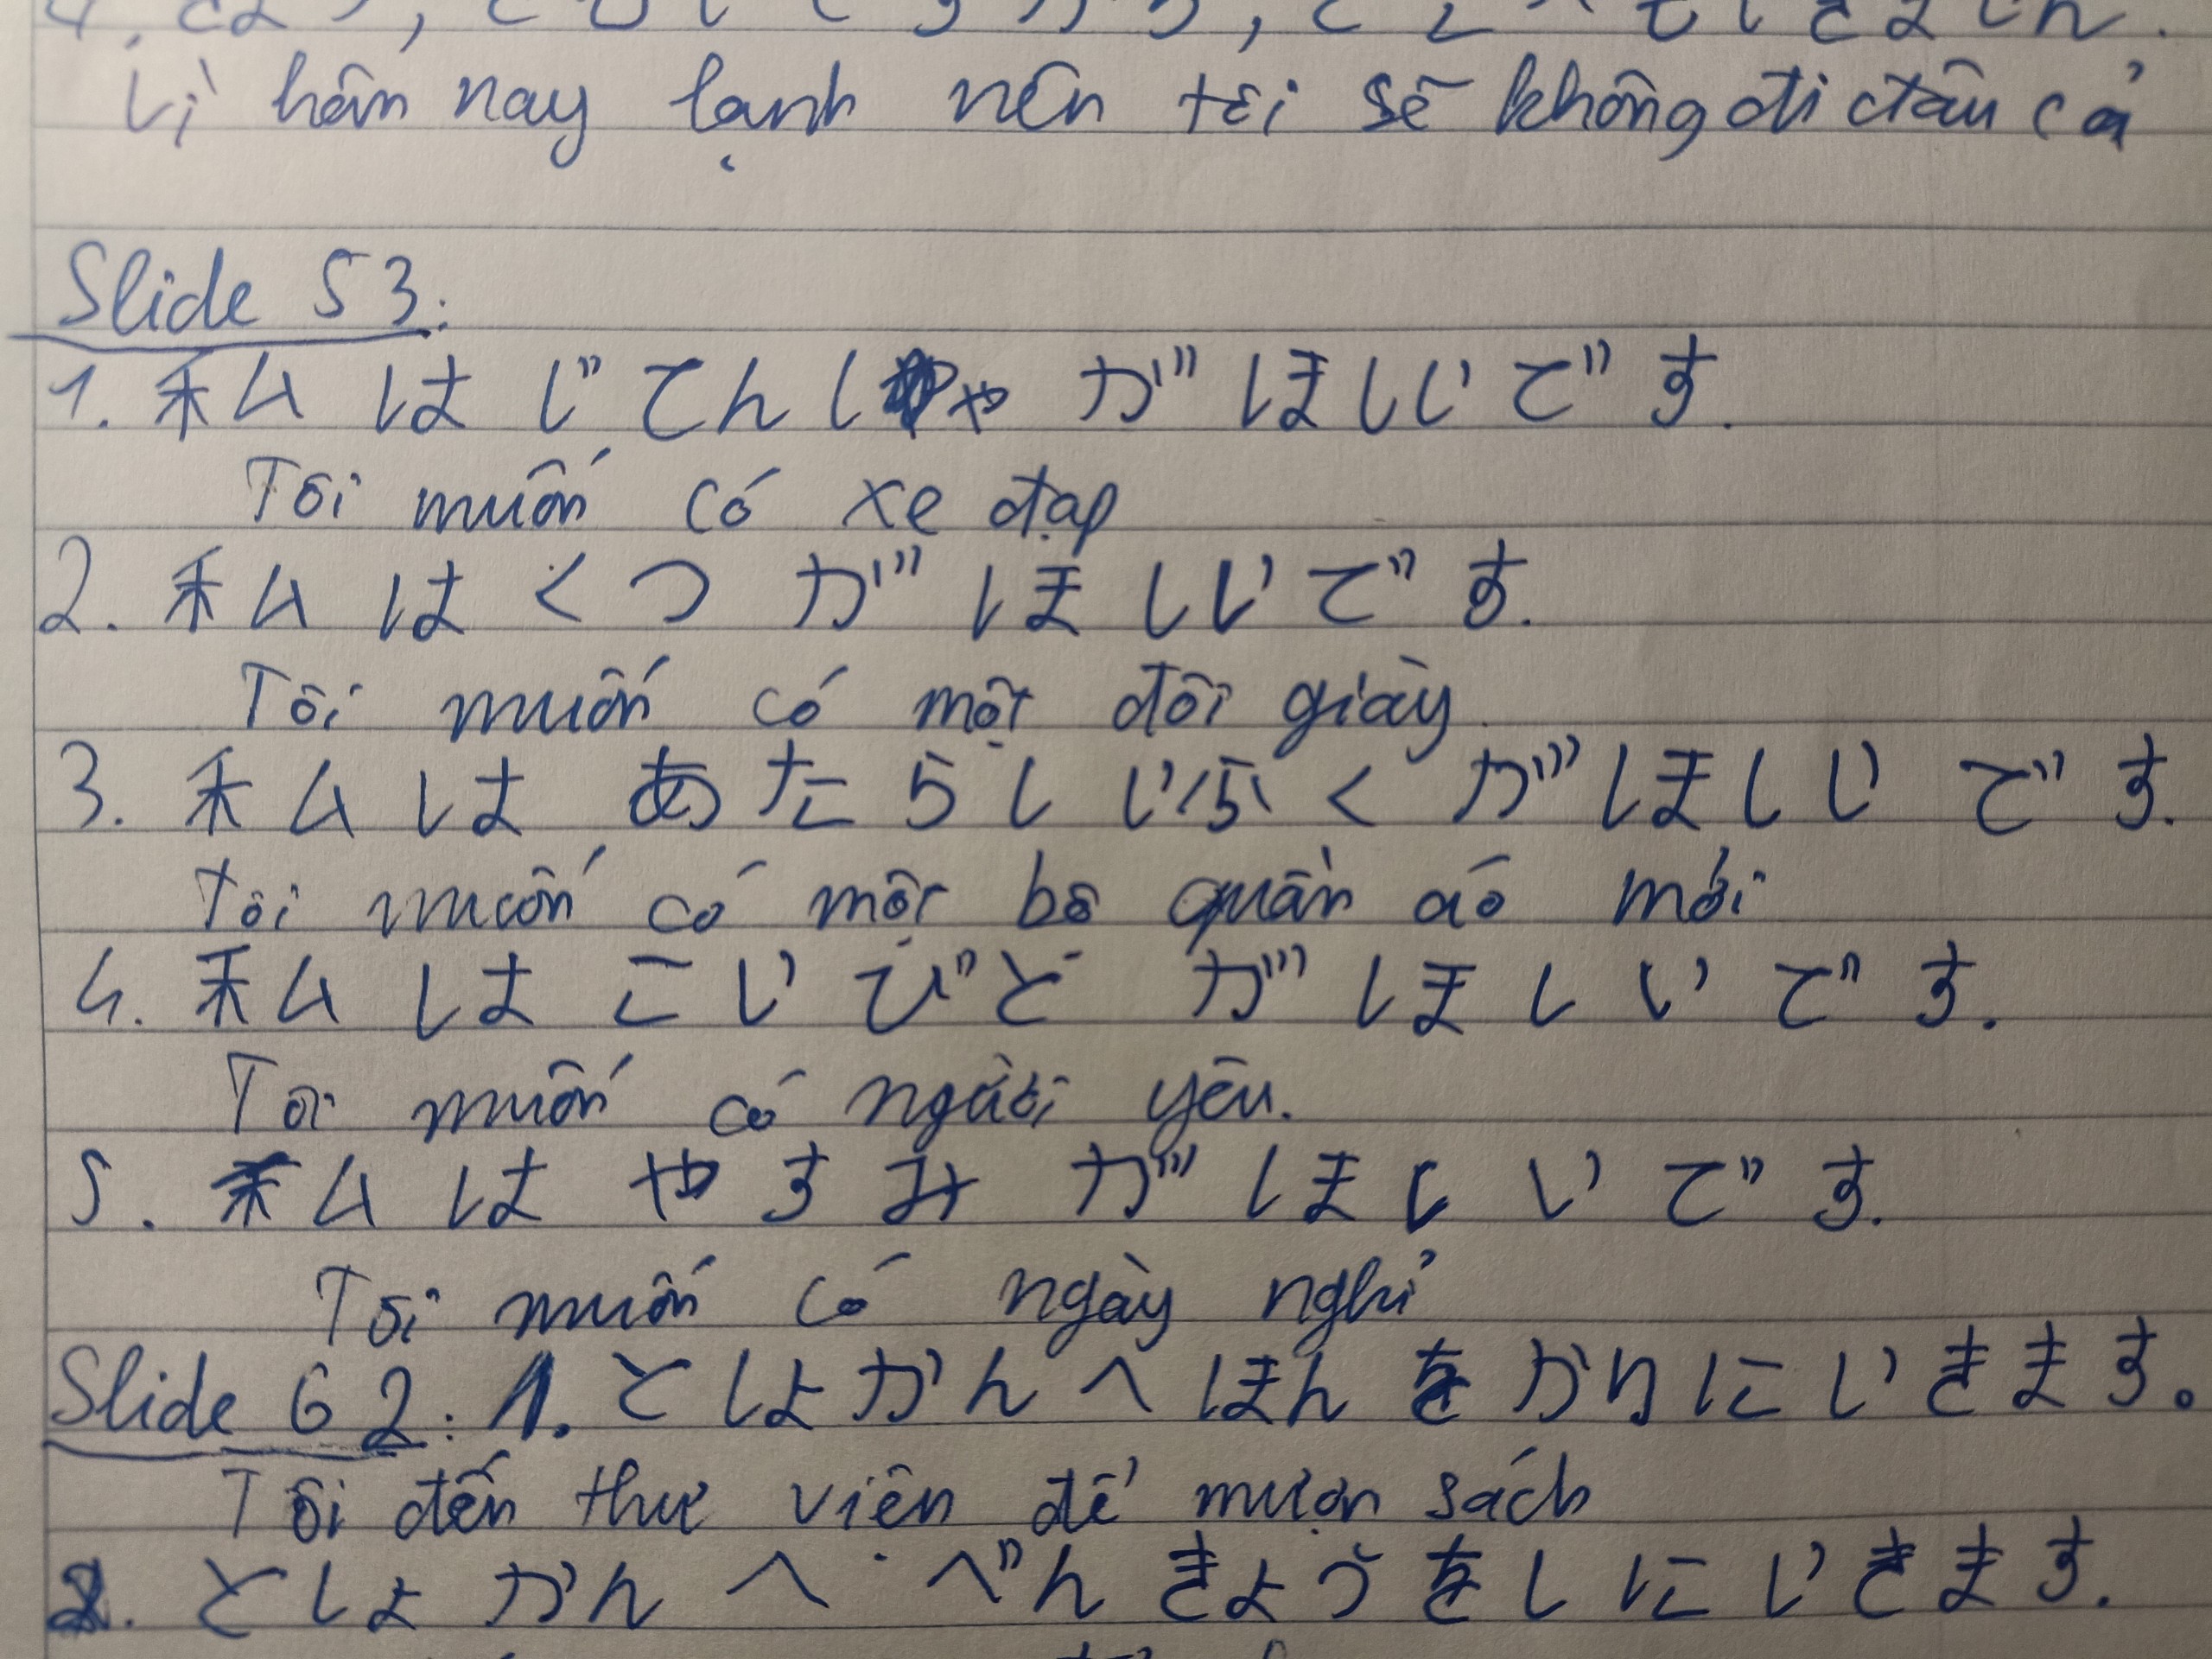 Vì hôm nay lạnh nên tôi sẽ không đi đâu cả
Slide 53:
1. 私はじてんしゃがほしいです.
Tôi muốn có xe đạp
2. 私はくつがほしいです.
Tôi muốn có một đôi giày.
3. 私はあたらしいふくがほしいです.
Tôi muốn có một bộ quần áo mới
4. 私はこいびとがほしいです.
Tôi muốn có người yêu.
5. 私はやすみがほしいです.
Tôi muốn có ngày nghỉ
Slide 62: 1. としょかんへほんをかりにいきます。
Tôi đến thư viện để mượn sách
2. としょかんへべんきょうをしにいきます.